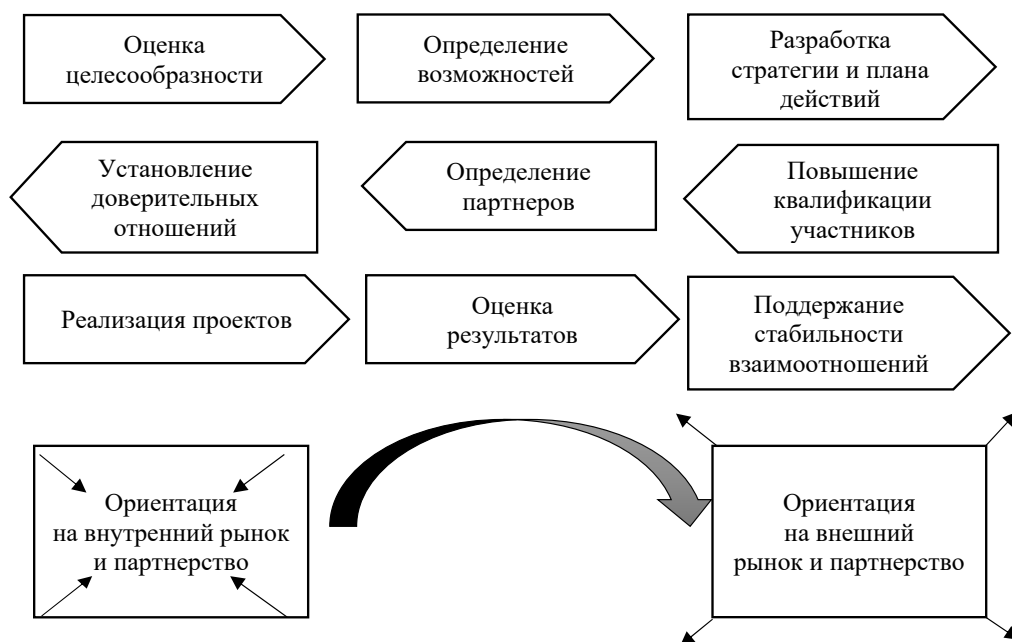 Оценка
целесообразности
Определение
возможностей
Разработка
стратегии и плана
действий
Установление
доверительных
отношений
Определение
партнеров
Повышение
квалификации
участников
Реализация проектов
Оценка
результатов
Поддержание
стабильности
взаимоотношений
Ориентация
на внутренний рынок
и партнерство
Ориентация
на внешний
рынок и партнерство